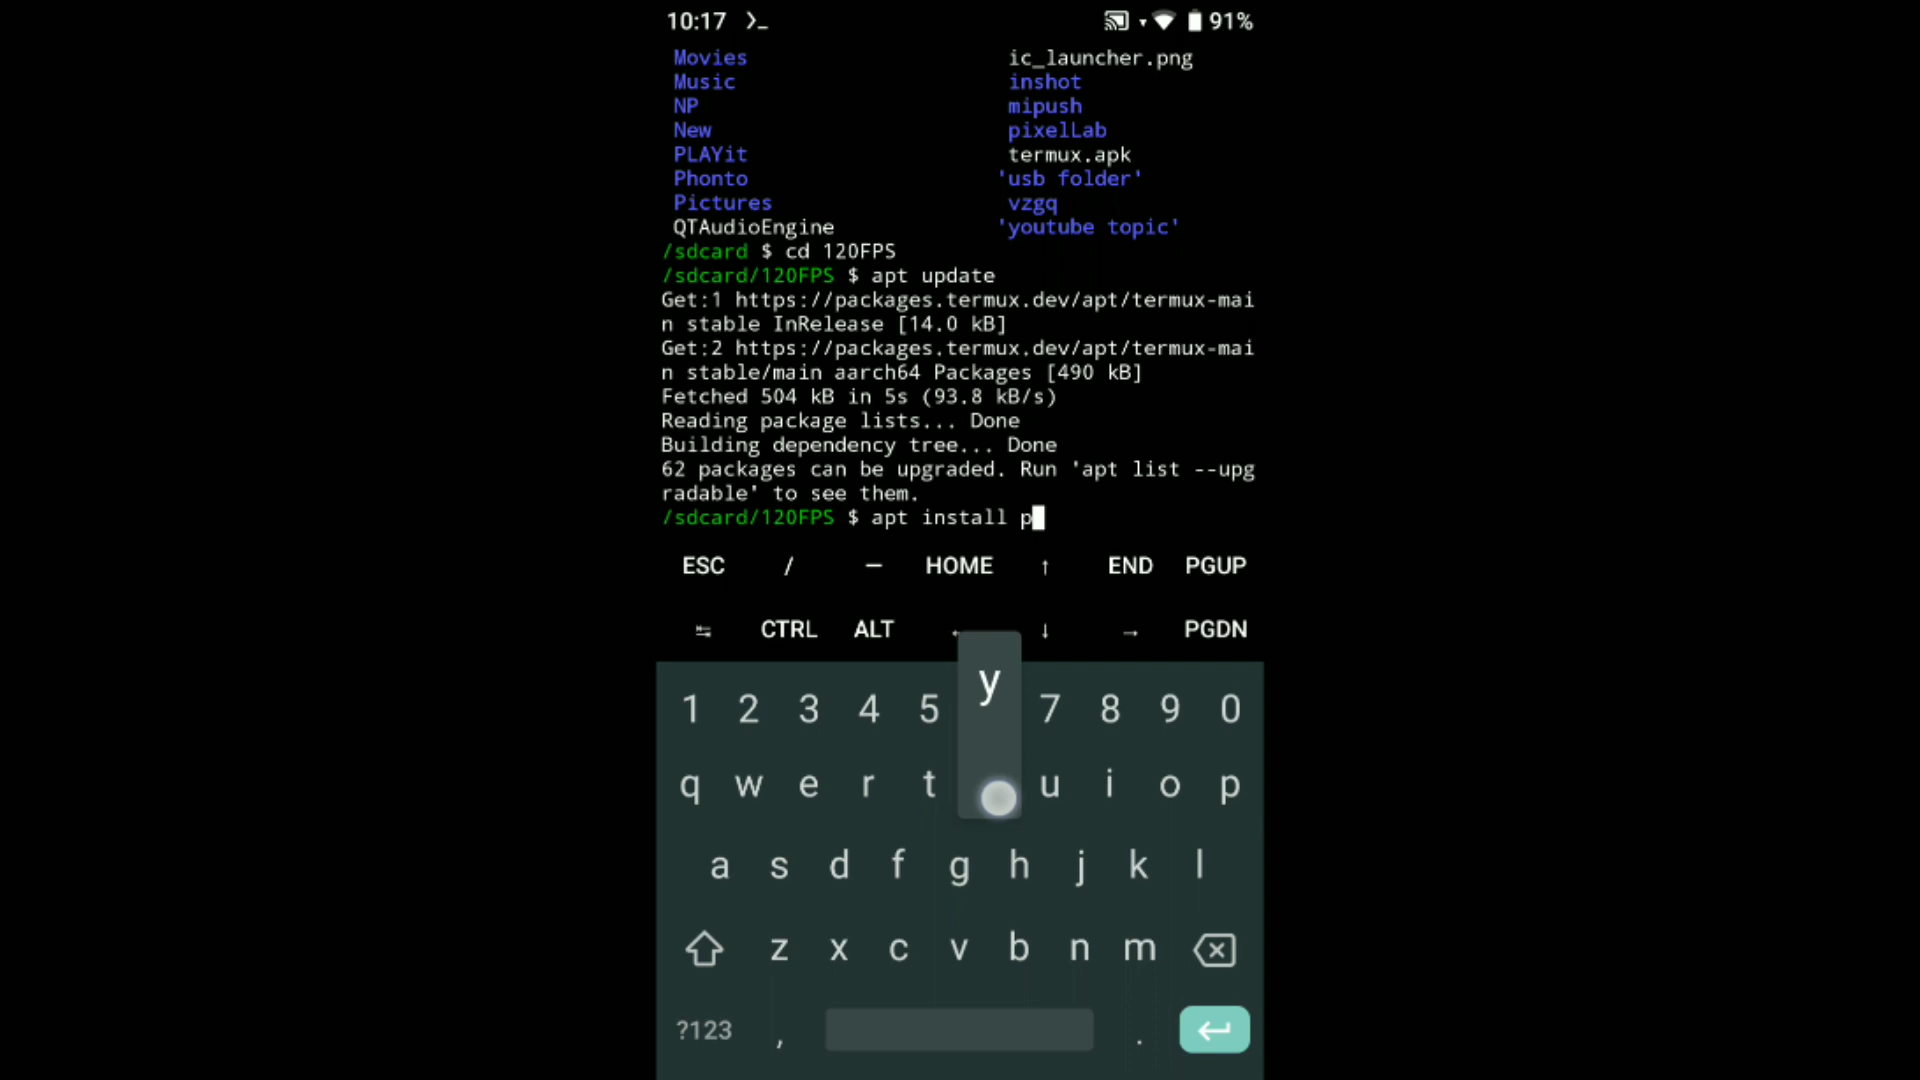 10:17 91%
Movies ic_launcher.png
Music inshot
NP mipush
New pixelLab
PLAYit termux.apk
Phonto 'usb folder'
Pictures vzgq
QTAudioEngine 'youtube topic'
/sdcard $ cd 120FPS
/sdcard/120FPS $ apt update
Get:1 https://packages.termux.dev/apt/termux-mai
n stable InRelease [14.0 kB]
Get:2 https://packages.termux.dev/apt/termux-mai
n stable/main aarch64 Packages [490 kB]
Fetched 504 kB in 5s (93.8 kB/s)
Reading package lists... Done
Building dependency tree... Done
62 packages can be upgraded. Run 'apt list --upg
radable' to see them.
/sdcard/120FPS $ apt install p
ESC / — HOME ↑ END PGUP
↹ CTRL ALT ← ↓ → PGDN
y
1 2 3 4 5 7 8 9 0
q w e r t u i o p
a s d f g h j k l
z x c v b n m
?123 , .